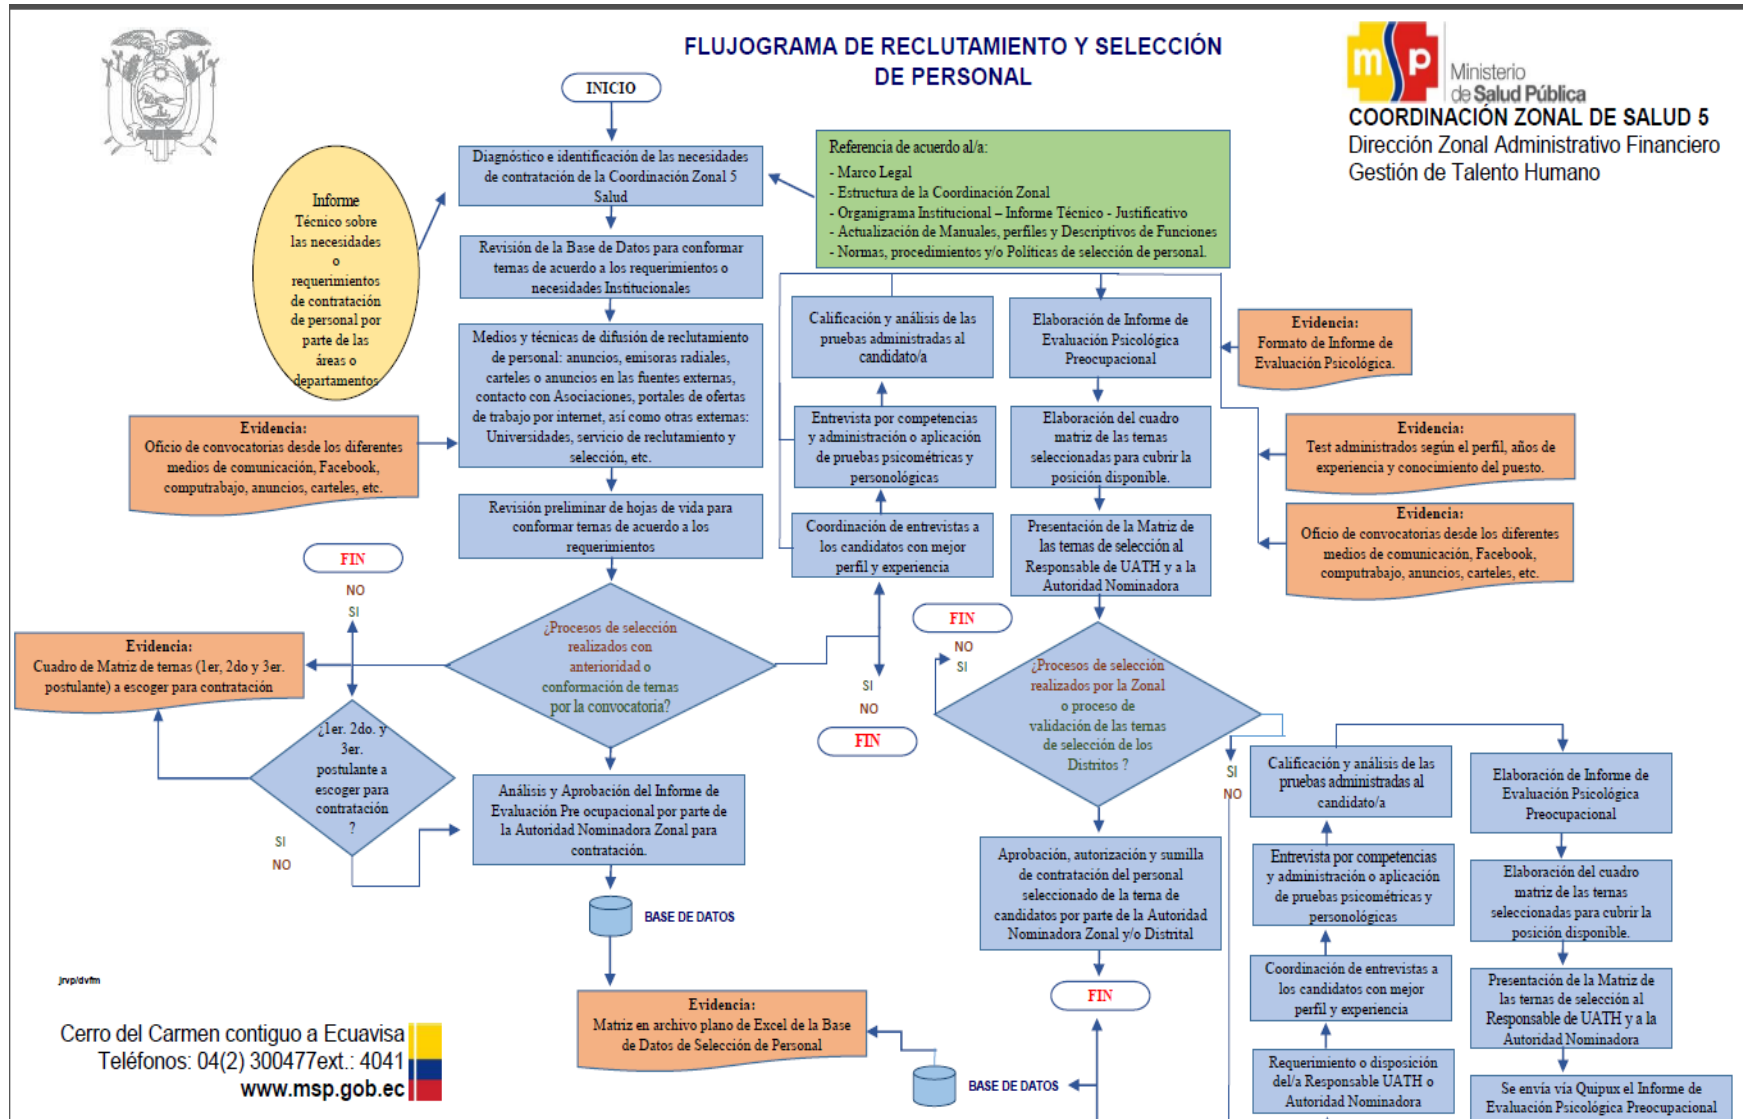 FLUJOGRAMA DE RECLUTAMIENTO Y SELECCIÓN
DE PERSONAL
msp
Ministerio
de Salud Pública
COORDINACIÓN ZONAL DE SALUD 5
Dirección Zonal Administrativo Financiero
Gestión de Talento Humano
INICIO
Diagnóstico e identificación de las necesidades
de contratación de la Coordinación Zonal 5
Salud
Referencia de acuerdo al/a:
- Marco Legal
- Estructura de la Coordinación Zonal
- Organigrama Institucional – Informe Técnico - Justificativo
- Actualización de Manuales, perfiles y Descriptivos de Funciones
- Normas, procedimientos y/o Políticas de selección de personal.
Informe
Técnico sobre
las necesidades
o
requerimientos
de contratación
de personal por
parte de las
áreas o
departamentos
Revisión de la Base de Datos para conformar
ternas de acuerdo a los requerimientos o
necesidades Institucionales
Medios y técnicas de difusión de reclutamiento
de personal: anuncios, emisoras radiales,
carteles o anuncios en las fuentes externas,
contacto con Asociaciones, portales de ofertas
de trabajo por internet, así como otras externas:
Universidades, servicio de reclutamiento y
selección, etc.
Evidencia:
Oficio de convocatorias desde los diferentes
medios de comunicación, Facebook,
computrabajo, anuncios, carteles, etc.
Revisión preliminar de hojas de vida para
conformar ternas de acuerdo a los
requerimientos
Calificación y análisis de las
pruebas administradas al
candidato/a
Entrevista por competencias
y administración o aplicación
de pruebas psicométricas y
personológicas
Coordinación de entrevistas a
los candidatos con mejor
perfil y experiencia
Elaboración de Informe de
Evaluación Psicológica
Preocupacional
Elaboración del cuadro
matriz de las ternas
seleccionadas para cubrir la
posición disponible.
Presentación de la Matriz de
las ternas de selección al
Responsable de UATH y a la
Autoridad Nominadora
Evidencia:
Formato de Informe de
Evaluación Psicológica.
Evidencia:
Test administrados según el perfil, años de
experiencia y conocimiento del puesto.
Evidencia:
Oficio de convocatorias desde los diferentes
medios de comunicación, Facebook,
computrabajo, anuncios, carteles, etc.
FIN
NO
SI
Evidencia:
Cuadro de Matriz de ternas (1er, 2do y 3er.
postulante) a escoger para contratación
¿Procesos de selección
realizados con
anterioridad o
conformación de ternas
por la convocatoria?
SI
NO
FIN
FIN
NO
SI
¿Procesos de selección
realizados por la Zonal
o proceso de
validación de las ternas
de selección de los
Distritos ?
SI
NO
¿1er. 2do. y
3er.
postulante a
escoger para
contratación
?
SI
NO
Análisis y Aprobación del Informe de
Evaluación Pre ocupacional por parte de
la Autoridad Nominadora Zonal para
contratación.
BASE DE DATOS
Evidencia:
Matriz en archivo plano de Excel de la Base
de Datos de Selección de Personal
Aprobación, autorización y sumilla
de contratación del personal
seleccionado de la terna de
candidatos por parte de la Autoridad
Nominadora Zonal y/o Distrital
FIN
BASE DE DATOS
Calificación y análisis de las
pruebas administradas al
candidato/a
Entrevista por competencias
y administración o aplicación
de pruebas psicométricas y
personológicas
Coordinación de entrevistas a
los candidatos con mejor
perfil y experiencia
Requerimiento o disposición
del/a Responsable UATH o
Autoridad Nominadora
Elaboración de Informe de
Evaluación Psicológica
Preocupacional
Elaboración del cuadro
matriz de las ternas
seleccionadas para cubrir la
posición disponible.
Presentación de la Matriz de
las ternas de selección al
Responsable de UATH y a la
Autoridad Nominadora
Se envía vía Quipux el Informe de
Evaluación Psicológica Preocupacional
jrvp/dvfm
Cerro del Carmen contiguo a Ecuavisa
Teléfonos: 04(2) 300477ext.: 4041
www.msp.gob.ec